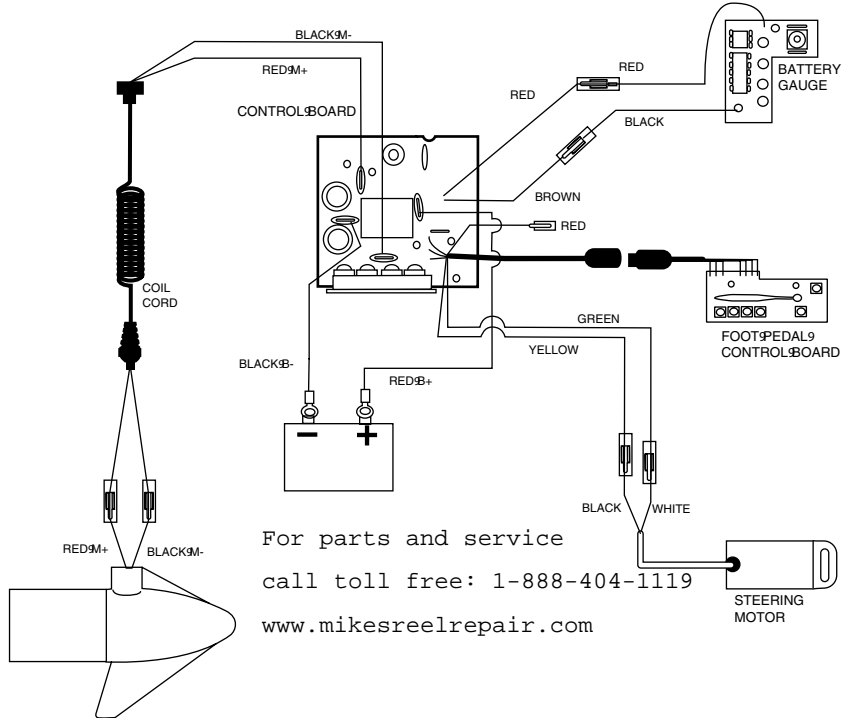 BLACK9M-
RED9M+
CONTROL9BOARD
RED
RED
BATTERY
GAUGE
BLACK
BROWN
RED
COIL
CORD
GREEN
YELLOW
FOOT9PEDAL9
CONTROL9BOARD
BLACK9B-
RED9B+
BLACK
WHITE
RED9M+
BLACK9M-
For parts and service
call toll free: 1-888-404-1119
www.mikesreelrepair.com
STEERING
MOTOR